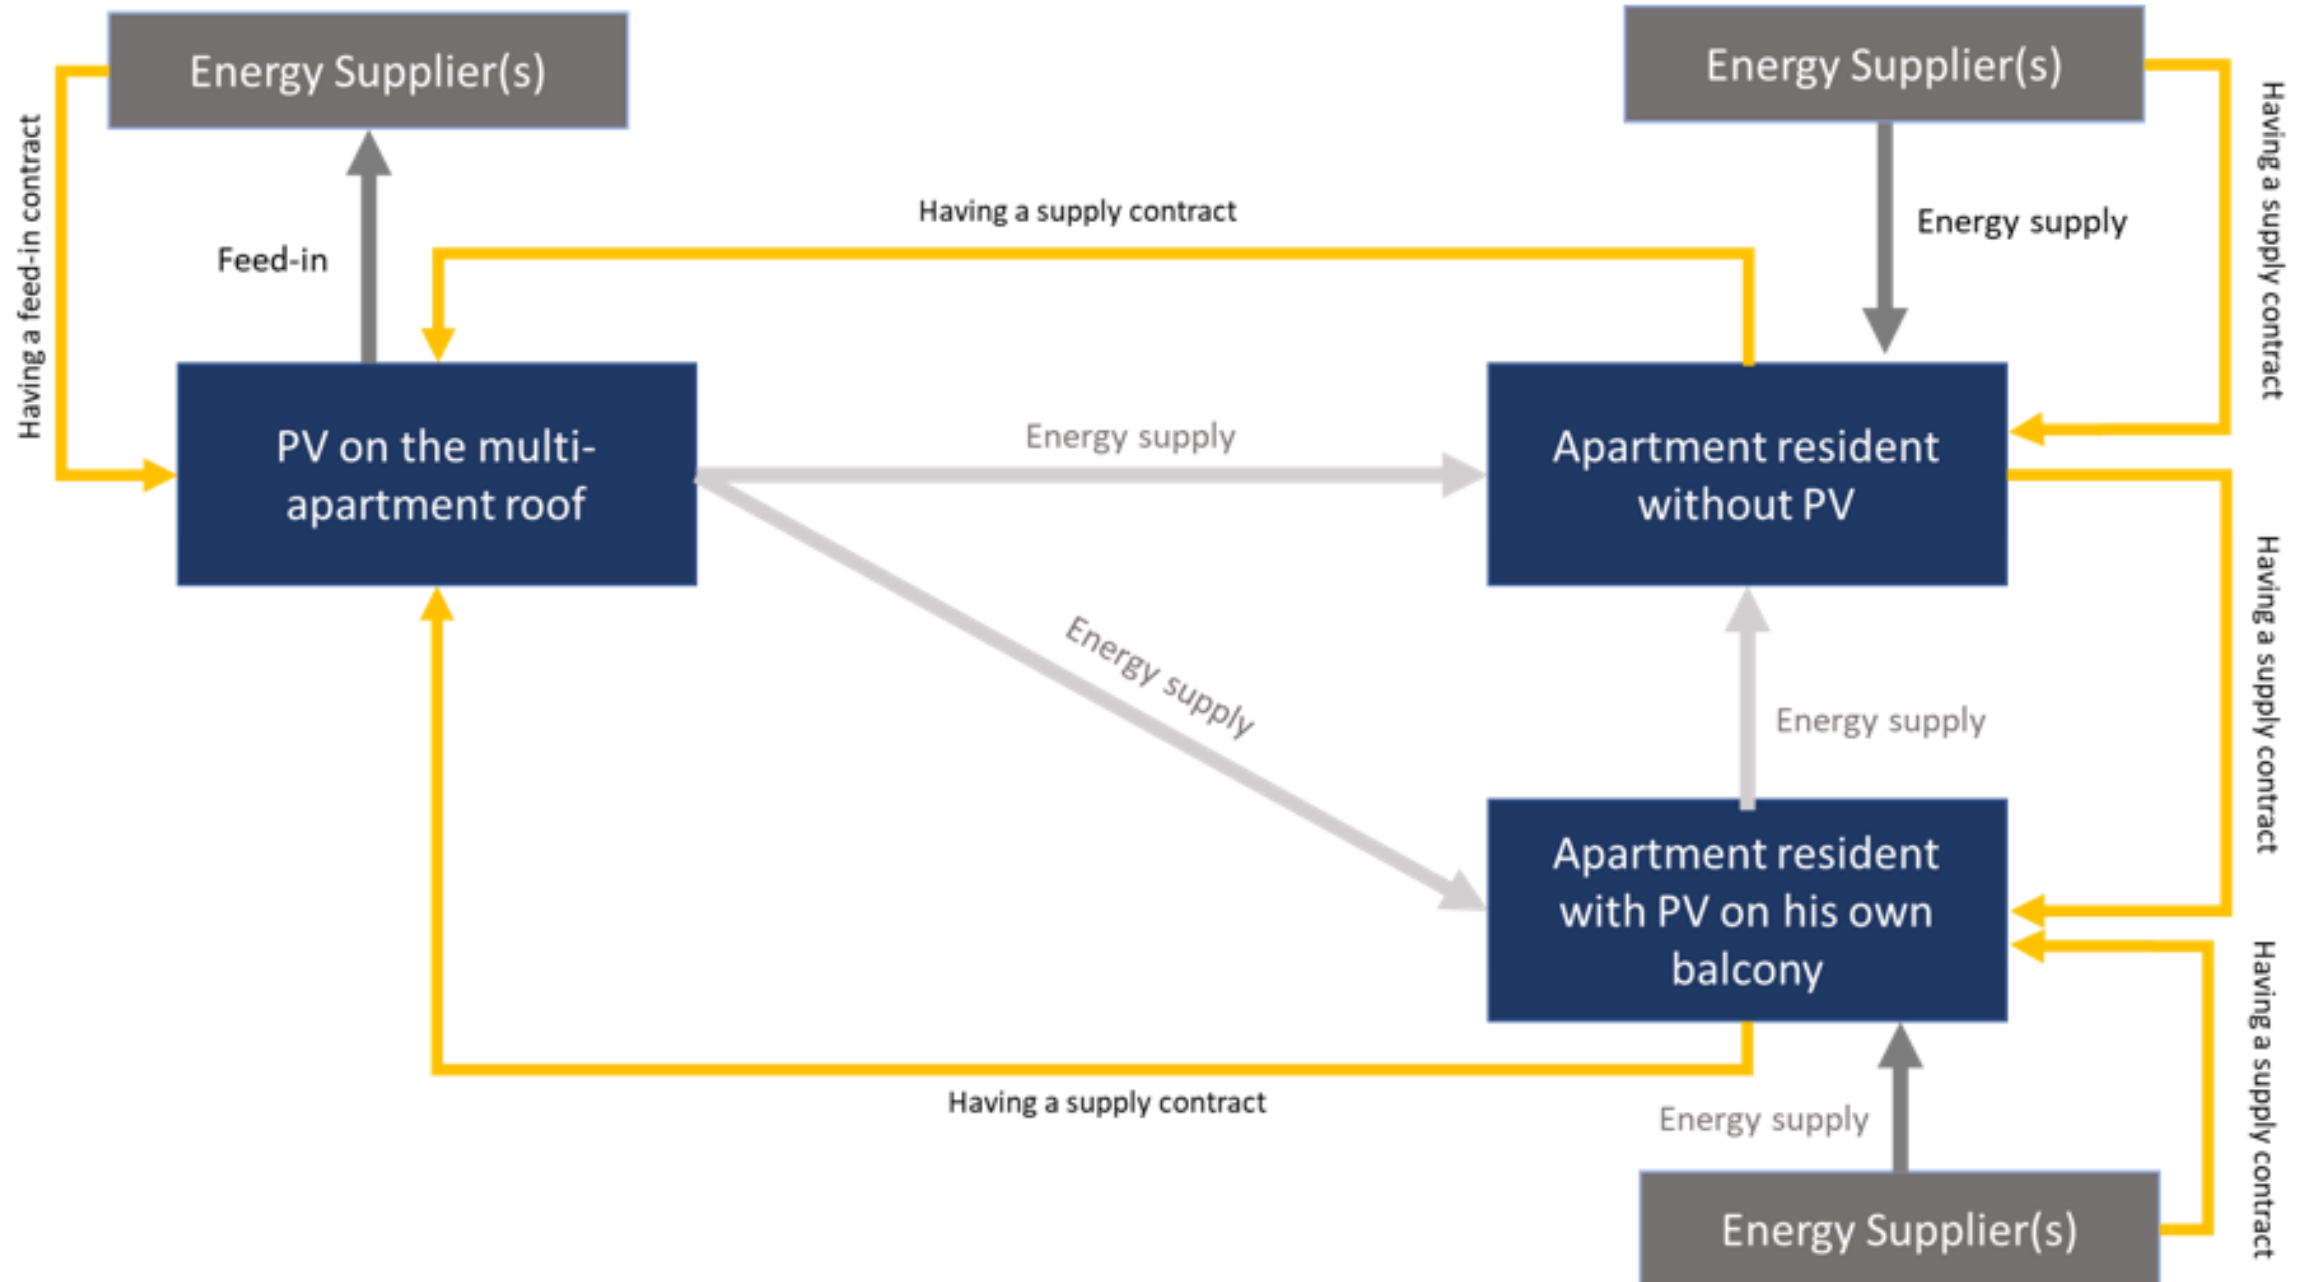 Energy Supplier(s)
Energy Supplier(s)
Having a feed-in contract
Feed-in
Having a supply contract
Energy supply
Having a supply contract
PV on the multi-
apartment roof
Energy supply
Apartment resident
without PV
Energy supply
Energy supply
Having a supply contract
Apartment resident
with PV on his own
balcony
Having a supply contract
Energy supply
Having a supply contract
Energy Supplier(s)